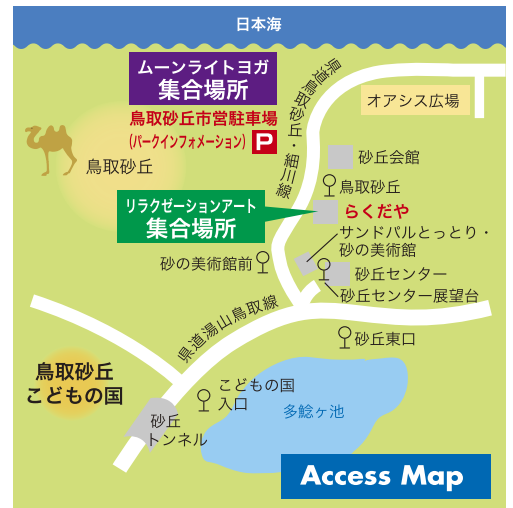 日本海
ムーンライトヨガ
集合場所
鳥取砂丘市営駐車場
(パークインフォメーション) P
県道鳥取砂丘・細川線
オアシス広場
砂丘会館
鳥取砂丘
鳥取砂丘
リラクゼーションアート
集合場所
らくだや
サンドパルとっとり・
砂の美術館
砂の美術館前
砂丘センター
砂丘センター展望台
県道湯山鳥取線
砂丘東口
鳥取砂丘
こどもの国
こどもの国
入口
多鯰ヶ池
砂丘
トンネル
Access Map